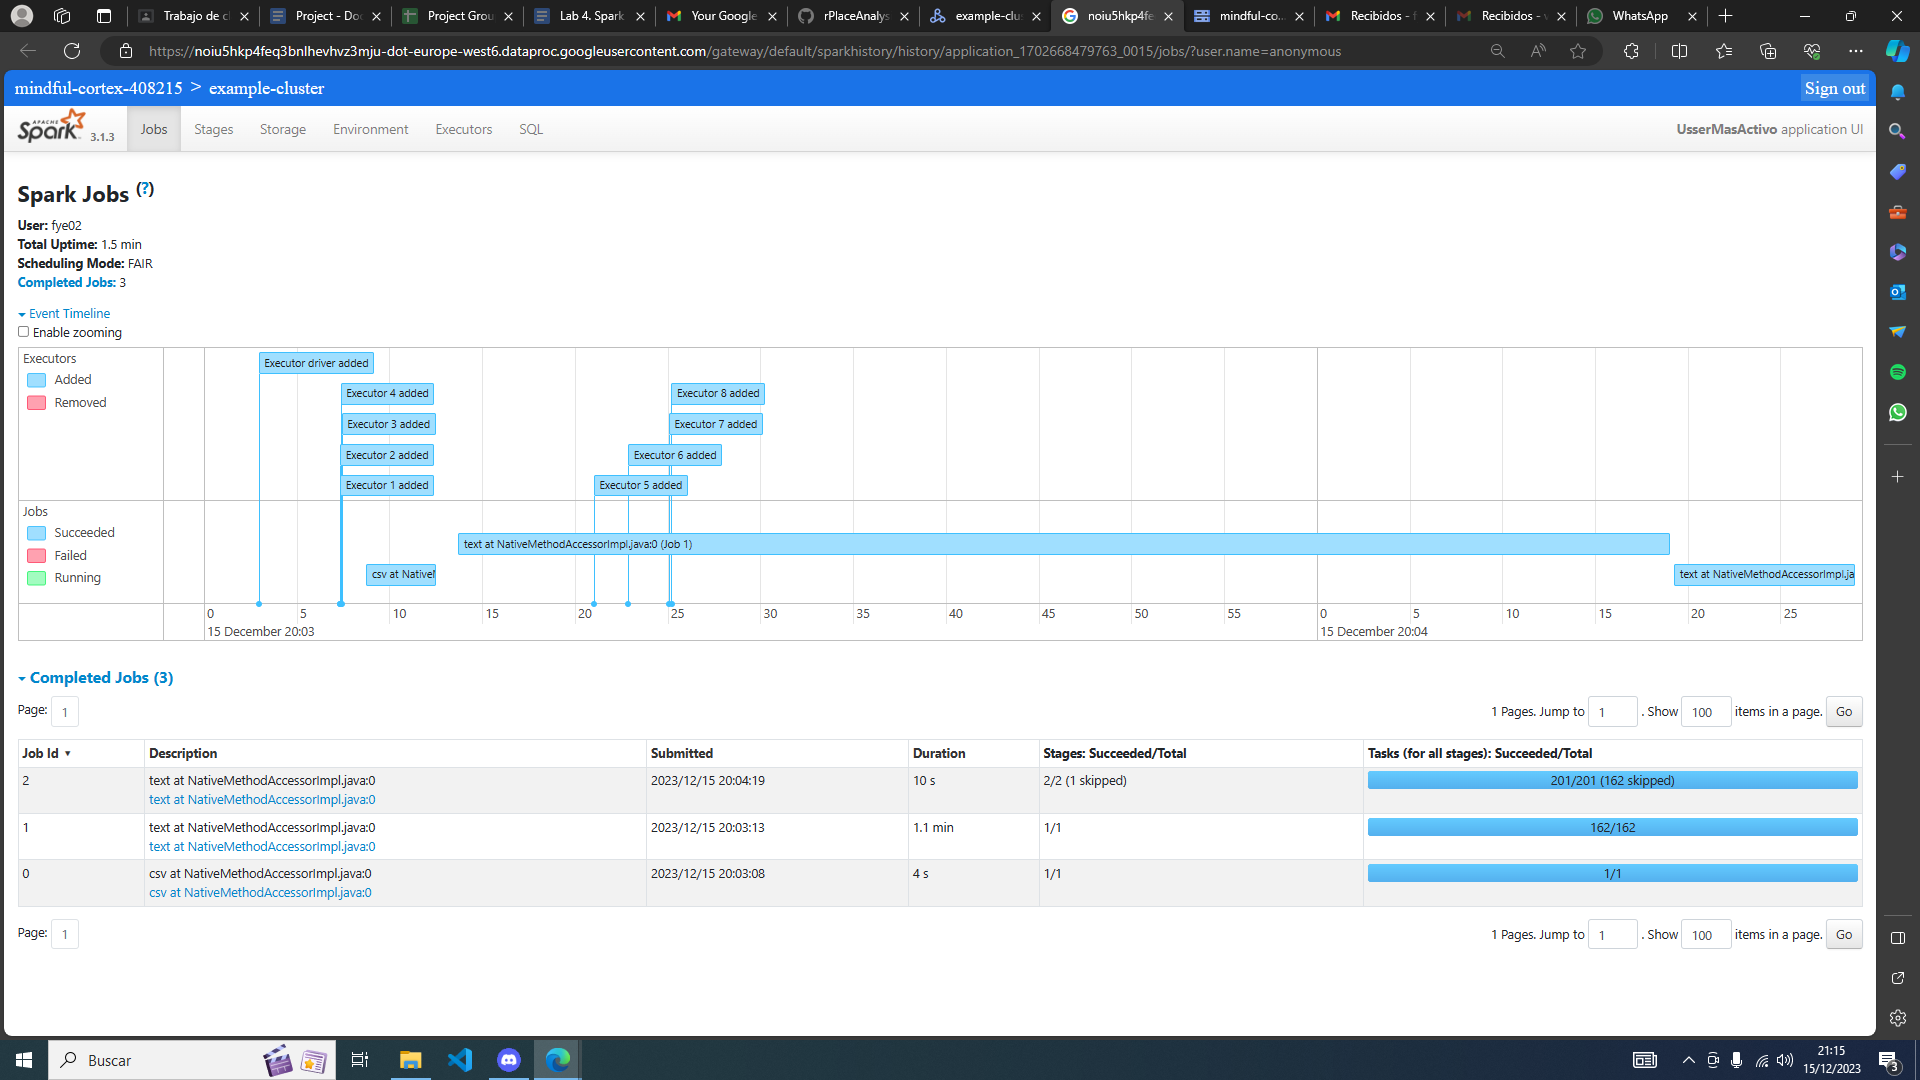 Trabajo de cl
Project - Do
Project Grou
Lab 4. Spark
Your Google
rPlaceAnalys
example-clu
noiu5hkp4fe
mindful-co...
Recibidos - f
Recibidos -
WhatsApp
https://noiu5hkp4feq3bnlhevhvz3mju-dot-europe-west6.dataproc.googleusercontent.com/gateway/default/sparkhistory/history/application_1702668479763_0015/jobs/?user.name=anonymous
mindful-cortex-408215 > example-cluster
Sign out
APACHE Spark 3.1.3
Jobs
Stages
Storage
Environment
Executors
SQL
UsserMasActivo application UI
Spark Jobs (?)
User: fye02
Total Uptime: 1.5 min
Scheduling Mode: FAIR
Completed Jobs: 3
Event Timeline
Enable zooming
Executors
Added
Removed
Executor driver added
Executor 4 added
Executor 8 added
Executor 3 added
Executor 7 added
Executor 2 added
Executor 6 added
Executor 1 added
Executor 5 added
Jobs
Succeeded
Failed
Running
text at NativeMethodAccessorImpl.java:0 (Job 1)
csv at Native
text at NativeMethodAccessorImpl.ja
0 5 10 15 20 25 30 35 40 45 50 55 0 5 10 15 20 25
15 December 20:03
15 December 20:04
Completed Jobs (3)
Page: 1
1 Pages. Jump to 1 . Show 100 items in a page. Go
Job Id ▾ Description Submitted Duration Stages: Succeeded/Total Tasks (for all stages): Succeeded/Total
2 text at NativeMethodAccessorImpl.java:0 2023/12/15 20:04:19 10 s 2/2 (1 skipped) 201/201 (162 skipped)
text at NativeMethodAccessorImpl.java:0
1 text at NativeMethodAccessorImpl.java:0 2023/12/15 20:03:13 1.1 min 1/1 162/162
text at NativeMethodAccessorImpl.java:0
0 csv at NativeMethodAccessorImpl.java:0 2023/12/15 20:03:08 4 s 1/1 1/1
csv at NativeMethodAccessorImpl.java:0
Page: 1
1 Pages. Jump to 1 . Show 100 items in a page. Go
Buscar
21:15
15/12/2023
3